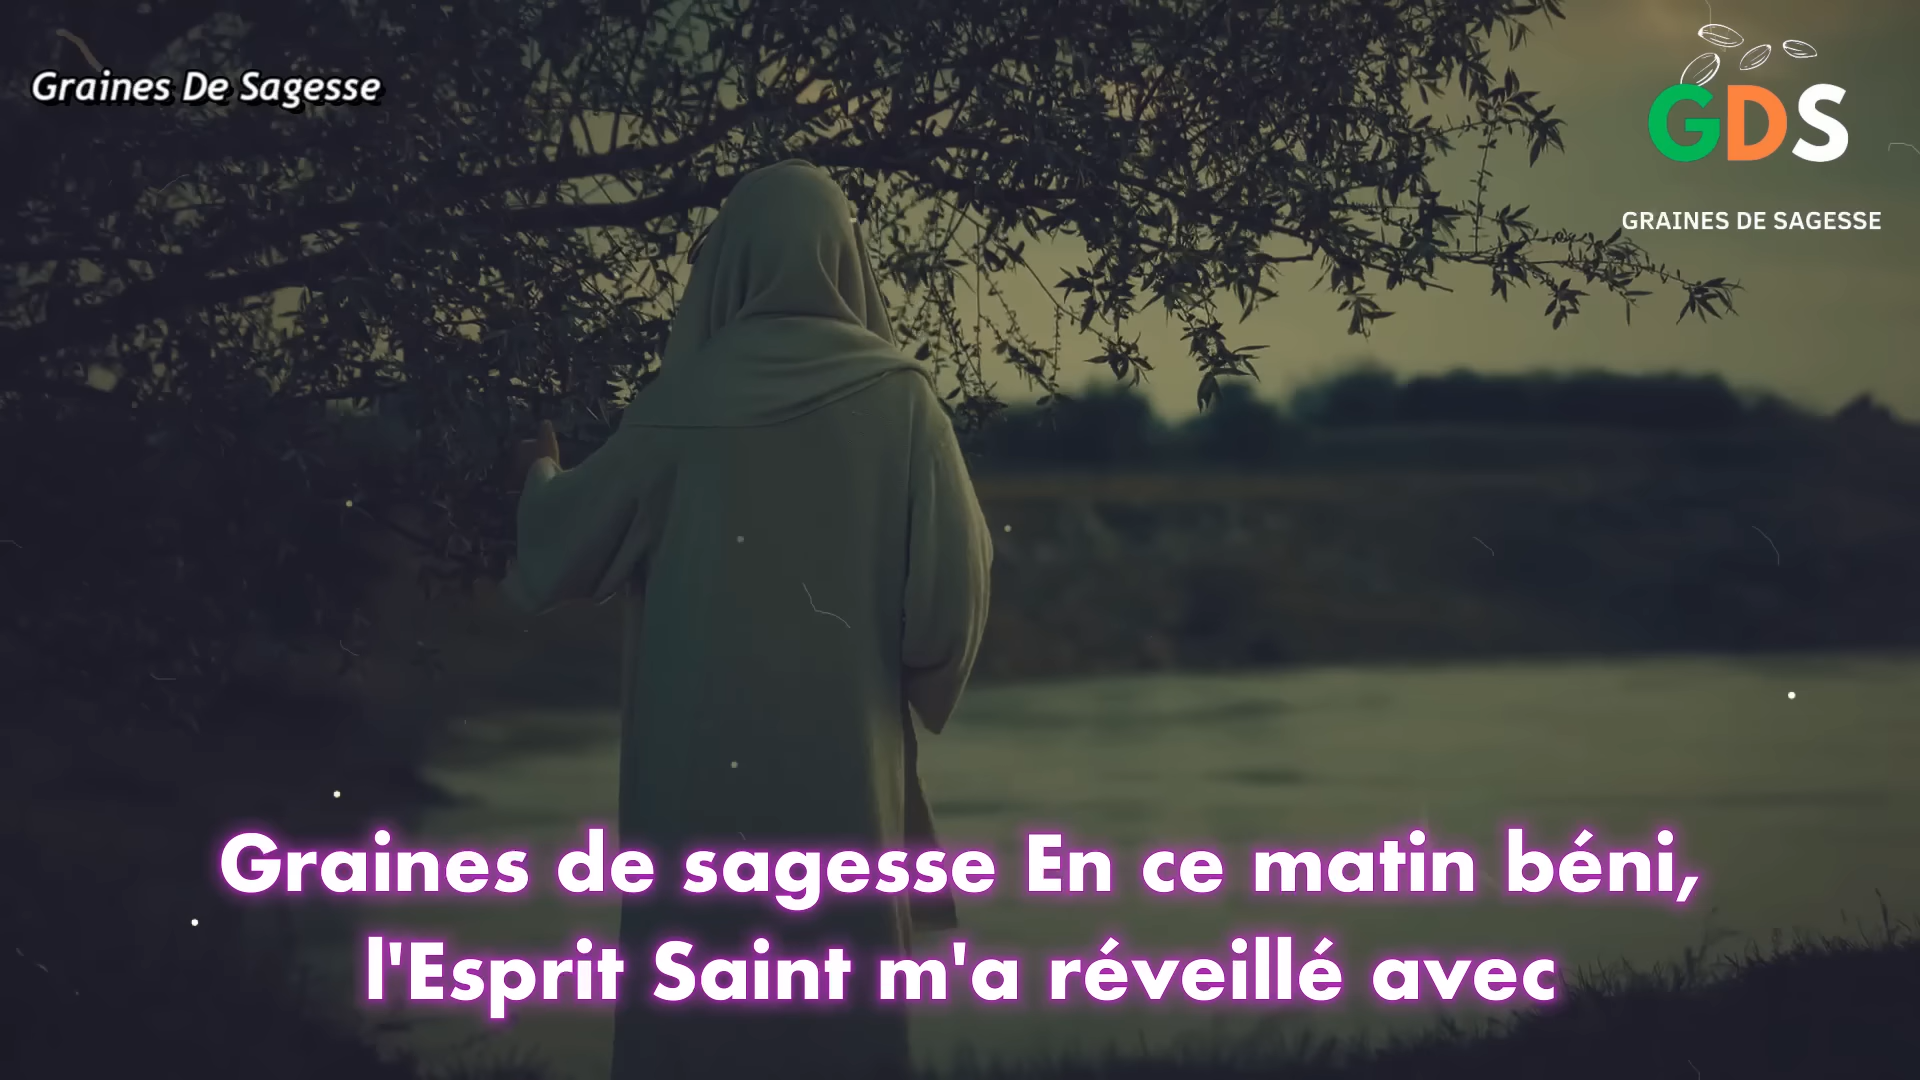 Graines De Sagesse
GDS
GRAINES DE SAGESSE
Graines de sagesse En ce matin béni,
l'Esprit Saint m'a réveillé avec